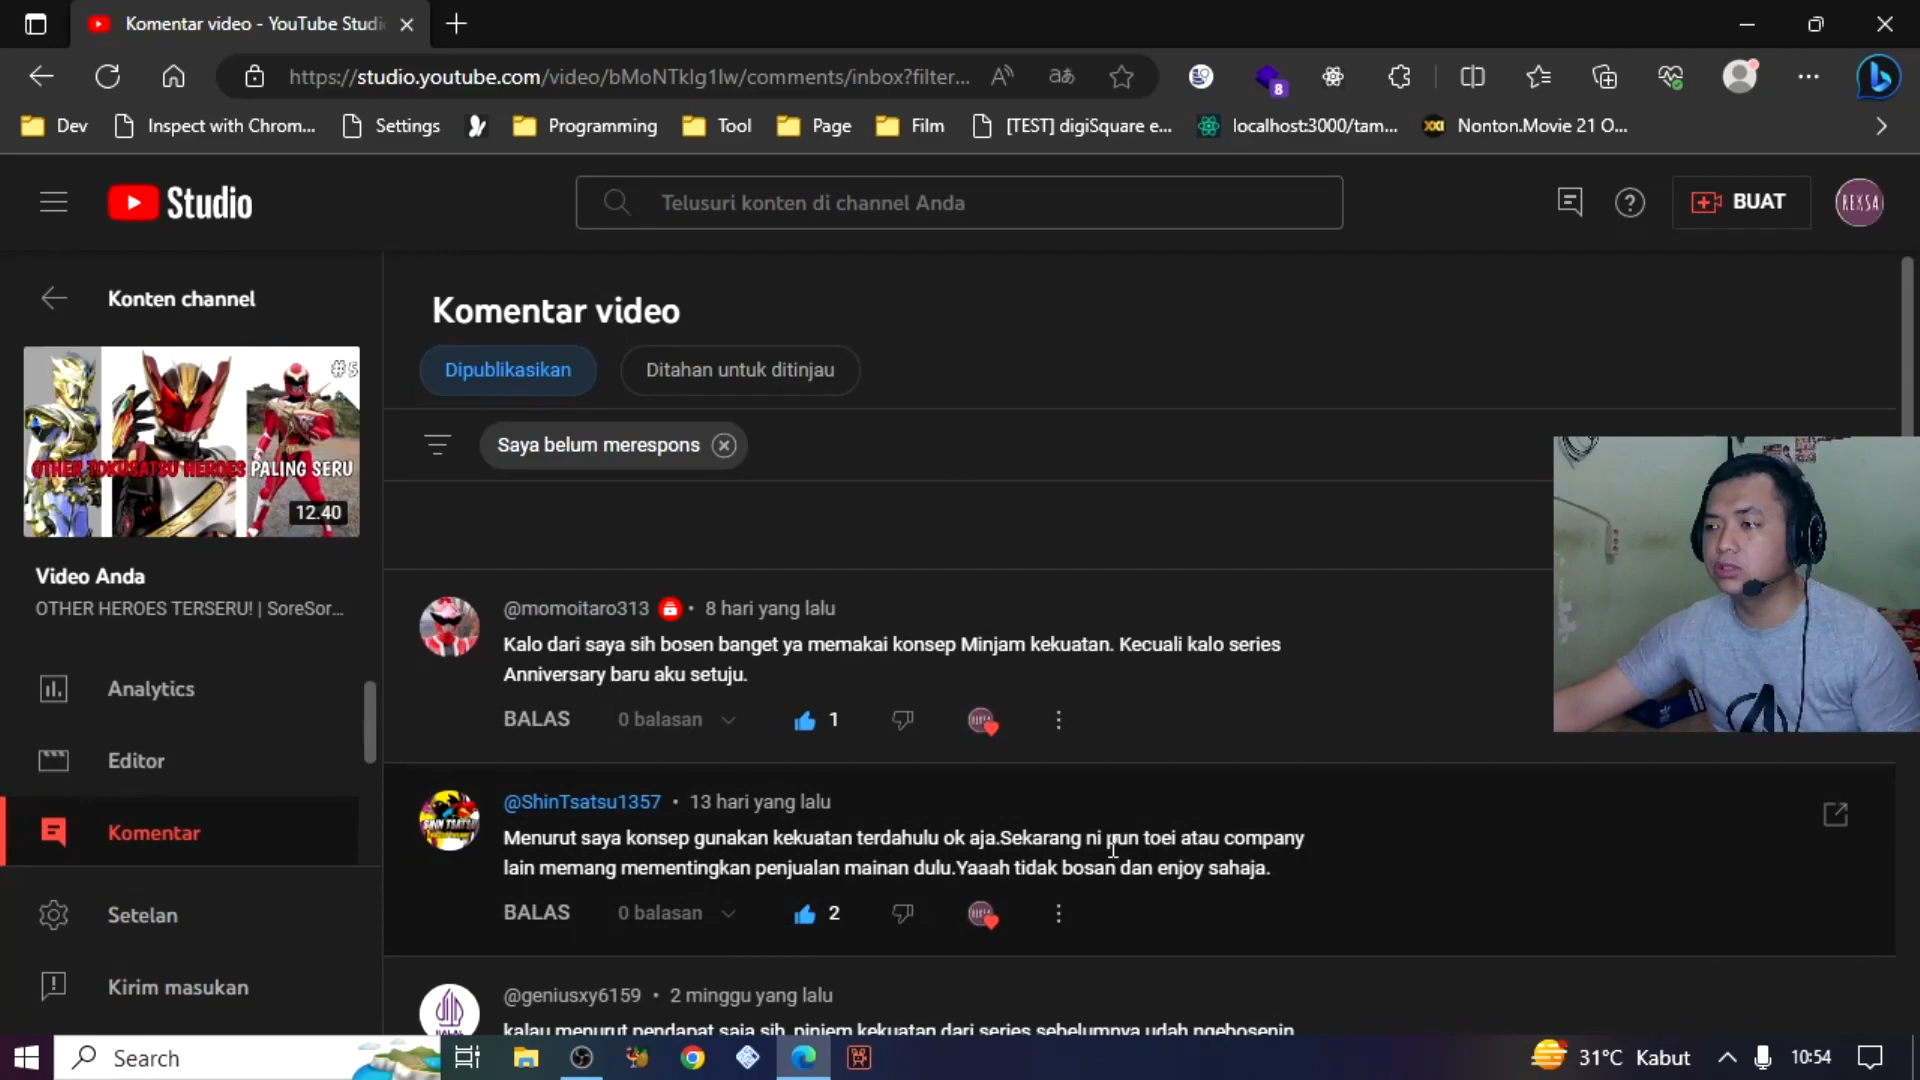 Komentar video - YouTube Studi
https://studio.youtube.com/video/bMoNTklg1lw/comments/inbox?filter...
8
Dev
Inspect with Chrom...
Settings
Programming
Tool
Page
Film
[TEST] digiSquare e...
localhost:3000/tam...
Nonton.Movie 21 O...
Studio
Telusuri konten di channel Anda
BUAT
REKSA
Konten channel
#5
OTHER TOKUSATSU HEROES PALING SERU
12.40
Video Anda
OTHER HEROES TERSERU! | SoreSor...
Analytics
Editor
Komentar
Setelan
Kirim masukan
Komentar video
Dipublikasikan
Ditahan untuk ditinjau
Saya belum merespons
@momoitaro313 • 8 hari yang lalu
Kalo dari saya sih bosen banget ya memakai konsep Minjam kekuatan. Kecuali kalo series
Anniversary baru aku setuju.
BALAS
0 balasan
1
@ShinTsatsu1357 • 13 hari yang lalu
Menurut saya konsep gunakan kekuatan terdahulu ok aja.Sekarang ni pun toei atau company
lain memang mementingkan penjualan mainan dulu.Yaaah tidak bosan dan enjoy sahaja.
BALAS
0 balasan
2
@geniusxy6159 • 2 minggu yang lalu
kalau menurut pendapat saja sih, pinjem kekuatan dari series sebelumnya udah ngebosenin
Search
31°C Kabut
10:54